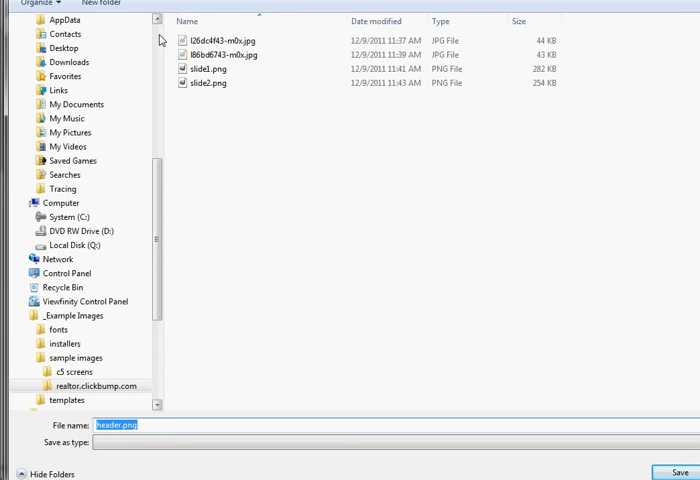 Organize New folder
AppData
Contacts
Desktop
Downloads
Favorites
Links
My Documents
My Music
My Pictures
My Videos
Saved Games
Searches
Tracing
Computer
System (C:)
DVD RW Drive (D:)
Local Disk (Q:)
Network
Control Panel
Recycle Bin
Viewfinity Control Panel
_Example Images
fonts
installers
sample images
c5 screens
realtor.clickbump.com
templates
Name Date modified Type Size
l26dc4f43-m0x.jpg 12/9/2011 11:37 AM JPG File 44 KB
l86bd6743-m0x.jpg 12/9/2011 11:39 AM JPG File 43 KB
slide1.png 12/9/2011 11:41 AM PNG File 282 KB
slide2.png 12/9/2011 11:43 AM PNG File 254 KB
File name: header.png
Save as type:
Hide Folders Save